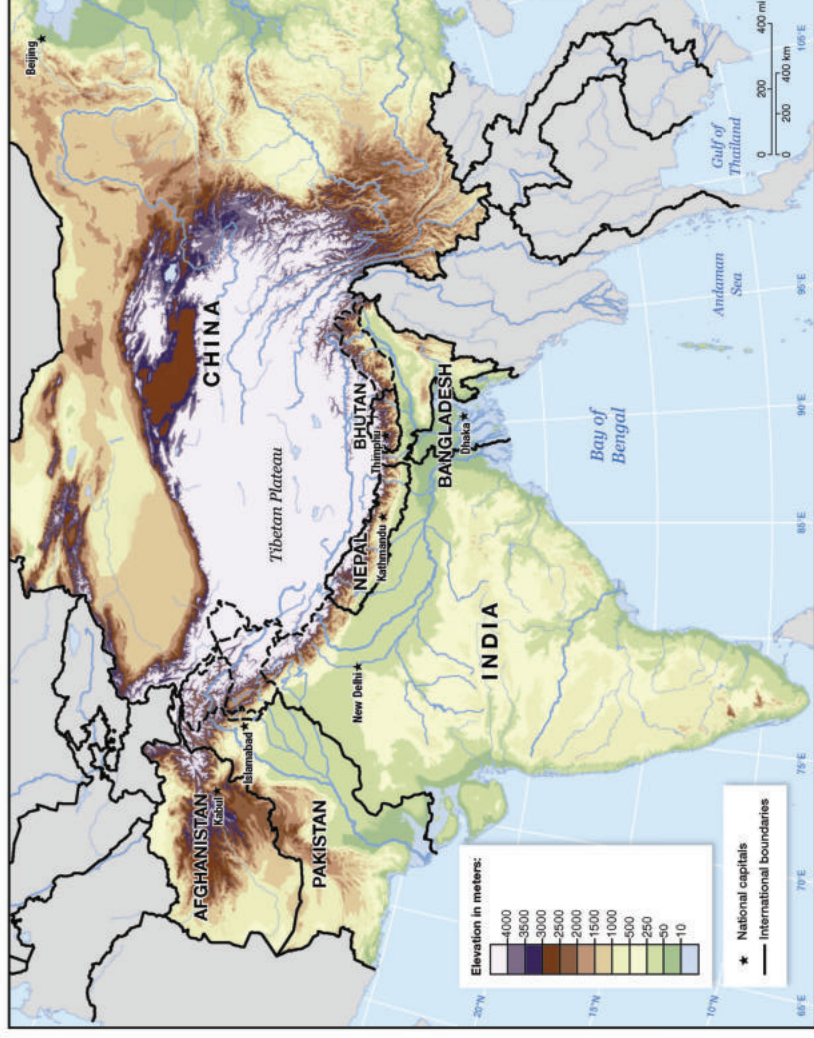 Beijing
CHINA
Tibetan Plateau
AFGHANISTAN
Kabul
Islamabad
PAKISTAN
New Delhi
NEPAL
Kathmandu
BHUTAN
Thimphu
BANGLADESH
Dhaka
INDIA
Bay of
Bengal
Andaman
Sea
Gulf of
Thailand
0 200 400 mi
0 200 400 km
Elevation in meters:
4000
3500
3000
2500
2000
1500
1000
500
250
50
10
National capitals
International boundaries
20°N
15°N
10°N
65°E
70°E
75°E
85°E
90°E
95°E
105°E